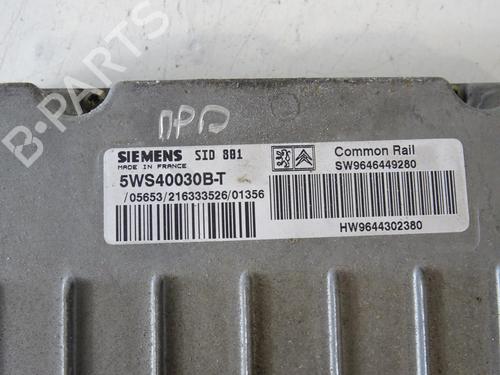 B-PARTS
SIEMENS SID 801
MADE IN FRANCE
5WS40030B-T
/05653/216333526/01356
Common Rail
SW9646449280
HW9644302380